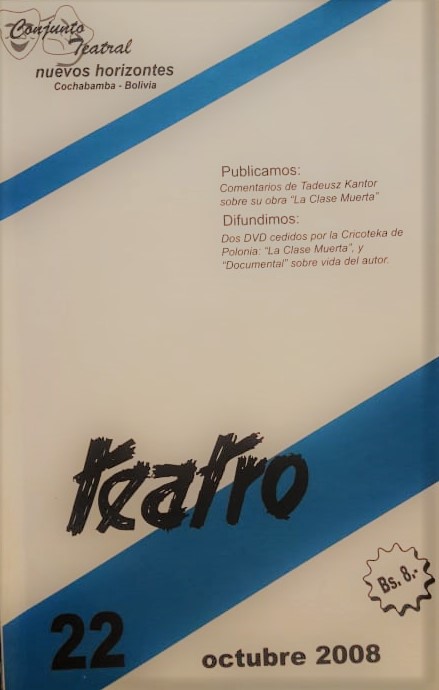 Conjunto
Teatral
nuevos horizontes
Cochabamba - Bolivia
Publicamos:
Comentarios de Tadeusz Kantor
sobre su obra "La Clase Muerta"
Difundimos:
Dos DVD cedidos por la Cricoteka de
Polonia: "La Clase Muerta", y
"Documental" sobre vida del autor.
teatro
Bs. 8.-
22
octubre 2008